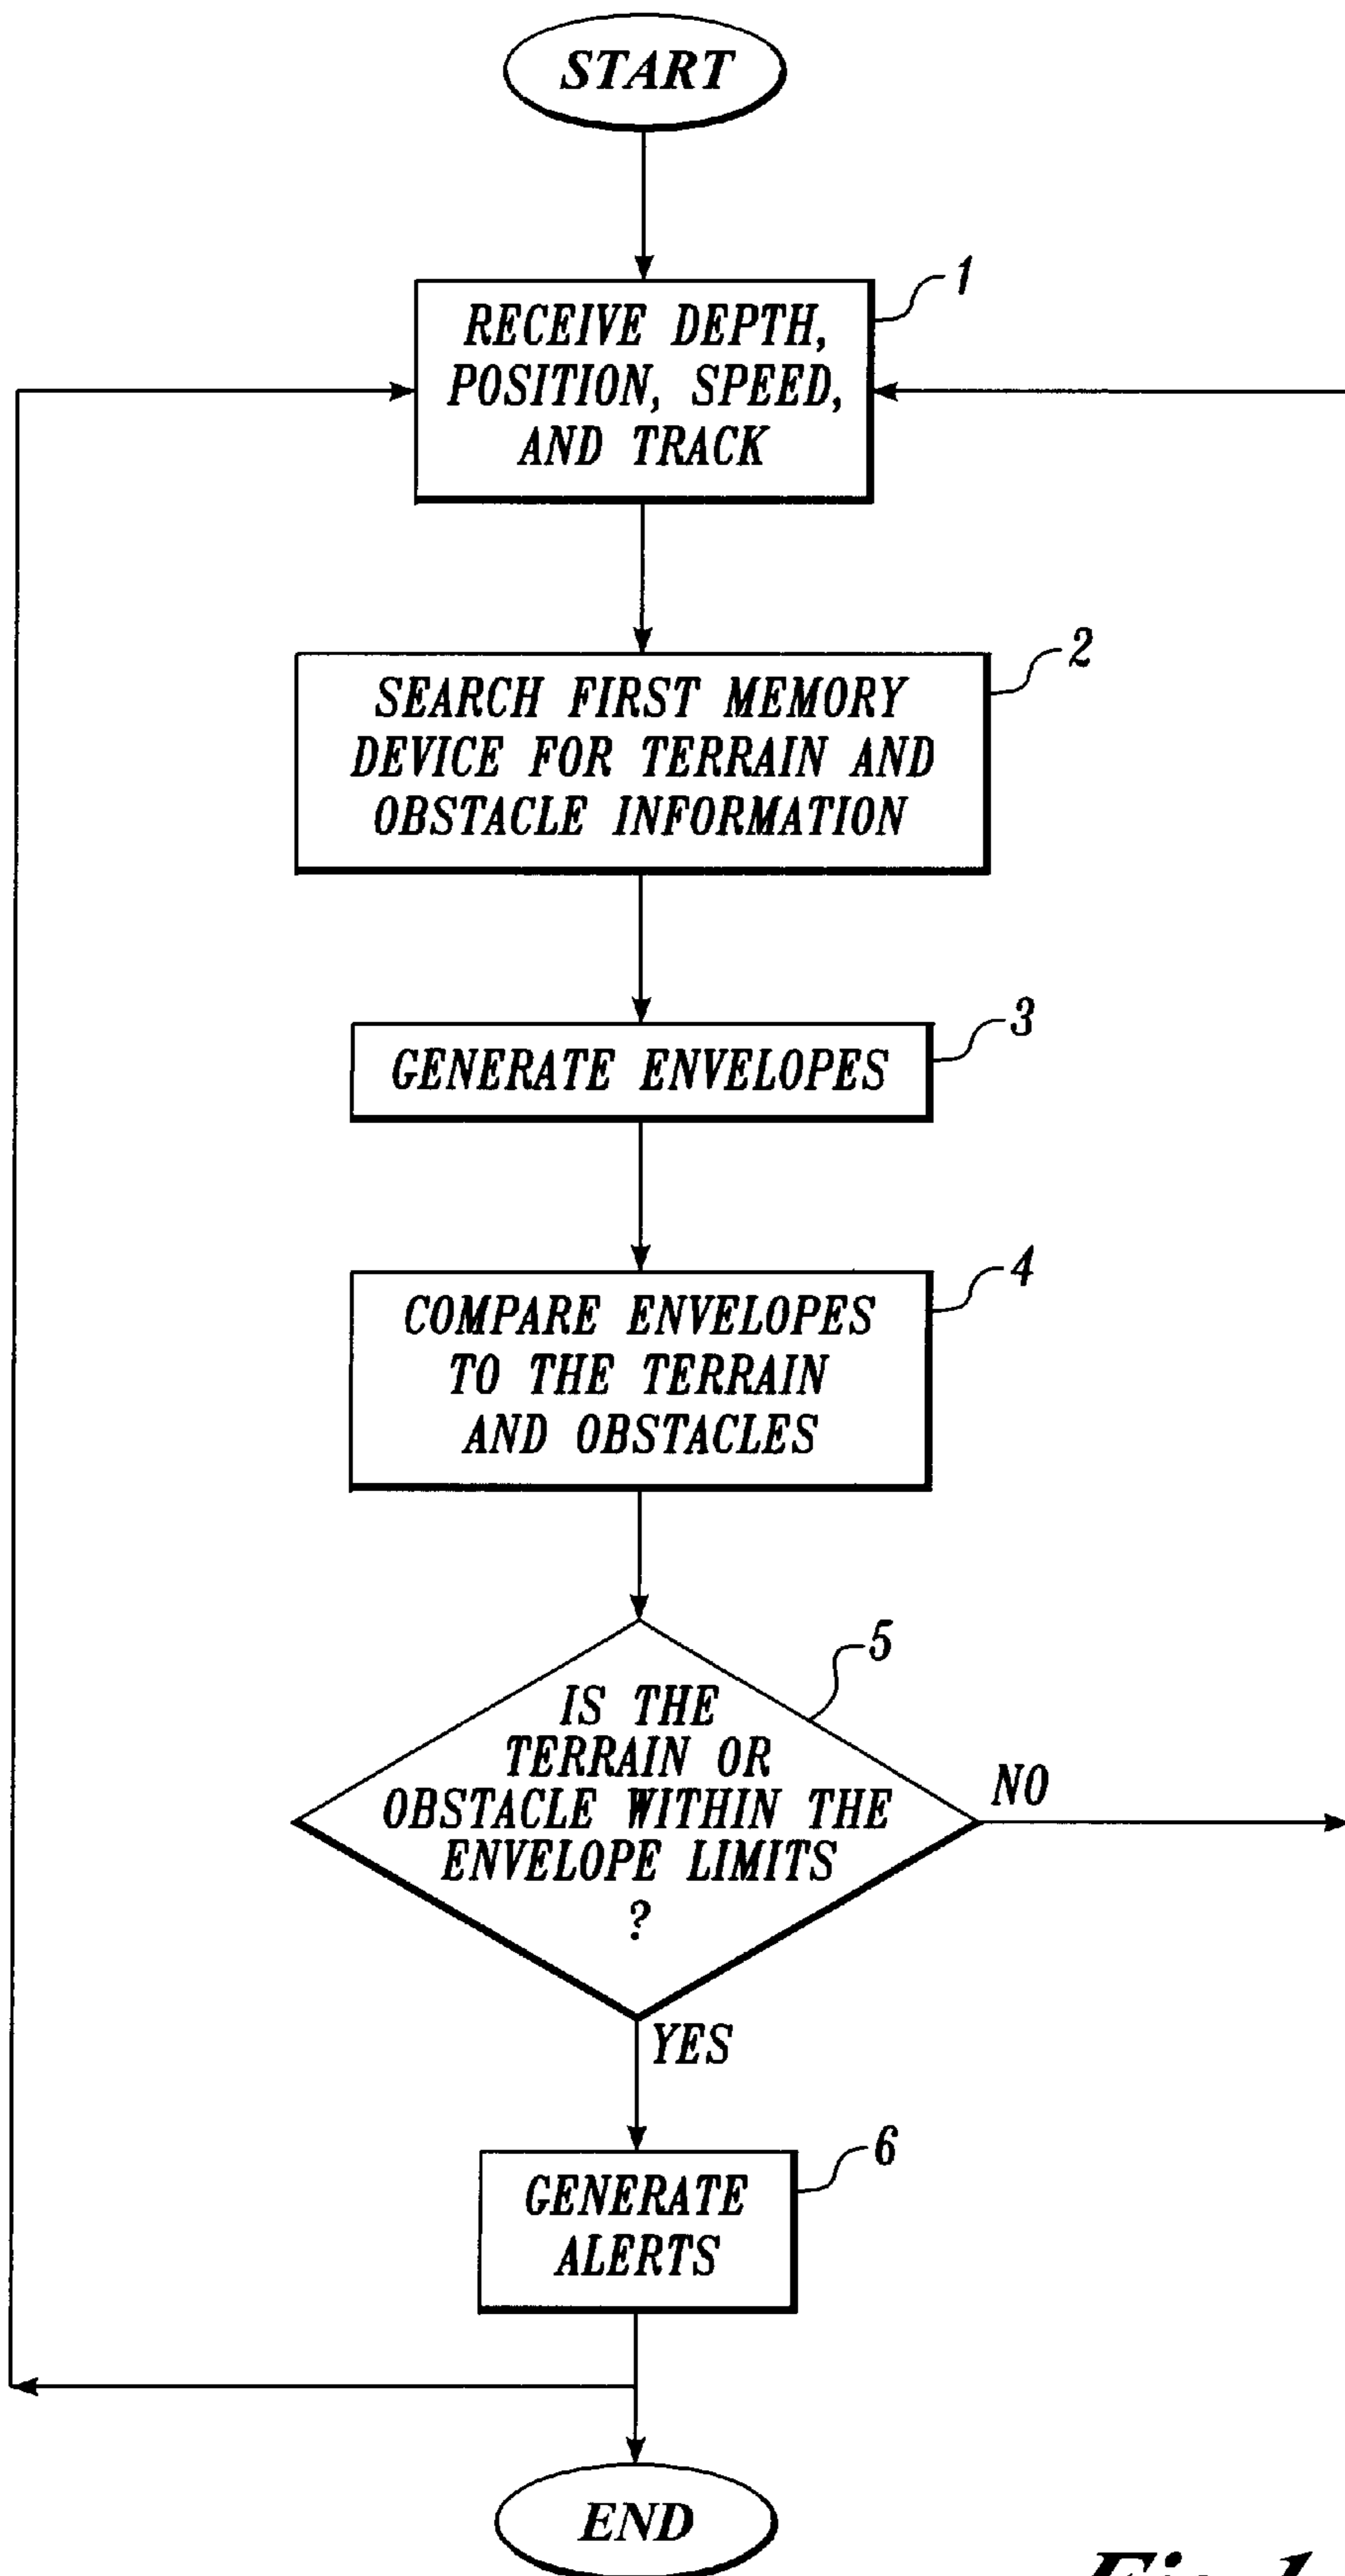 START
1
RECEIVE DEPTH,
POSITION, SPEED,
AND TRACK
2
SEARCH FIRST MEMORY
DEVICE FOR TERRAIN AND
OBSTACLE INFORMATION
3
GENERATE ENVELOPES
4
COMPARE ENVELOPES
TO THE TERRAIN
AND OBSTACLES
5
IS THE
TERRAIN OR
OBSTACLE WITHIN THE
ENVELOPE LIMITS
?
NO
YES
6
GENERATE
ALERTS
END